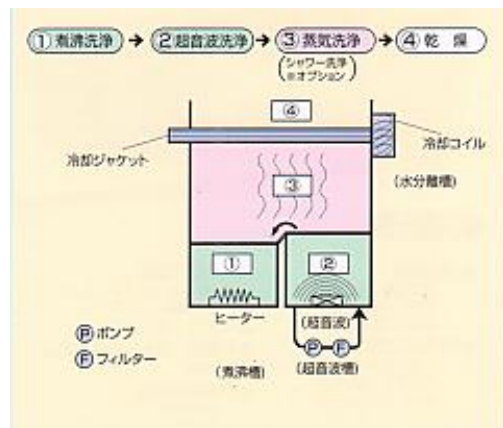 ①煮沸洗浄→②超音波洗浄→③蒸気洗浄→④乾 燥
(シャワー洗浄
※オプション)
④
冷却ジャケット
冷却コイル
(水分離槽)
③
①
②
ヒーター
(超音波)
Ⓟポンプ
Ⓕフィルター
Ⓟ Ⓕ
(煮沸槽)
(超音波槽)